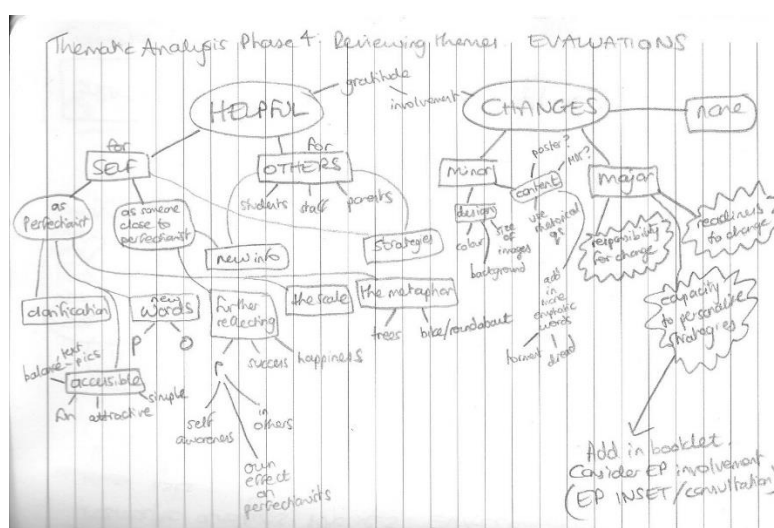 Thematic Analysis Phase 4: Reviewing themes. EVALUATIONS
gratitude
involvement
HELPFUL
CHANGES
none
for
SELF
for
OTHERS
students
staff
parents
minor
content
poster?
major
design
colour
background
size
of
images
use
rhetorical
qs
add
in
more
emphatic
words
torment
dread
responsibility
for change
readiness
to change
capacity
to personalise
strategies
as
Perfectionist
as someone
close to
perfectionist
new info
strategies
clarification
new
words
P
O
further
reflecting
the scale
the metaphor
trees
bike/roundabout
text
balance-pics
accessible
fun
attractive
simple
P
success
happiness
self
awareness
in
others
own
effect
on
perfectionists
Add in booklet.
Consider EP involvement
(EP INSET/consultation)